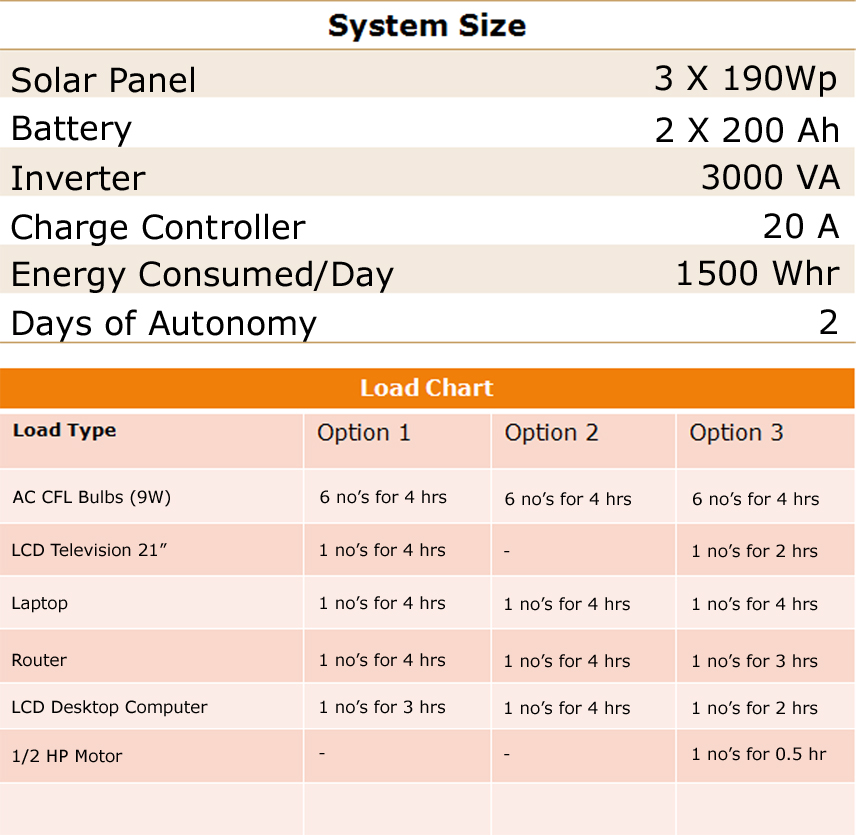 System Size
Solar Panel 3 X 190Wp
Battery 2 X 200 Ah
Inverter 3000 VA
Charge Controller 20 A
Energy Consumed/Day 1500 Whr
Days of Autonomy 2
Load Chart
Load Type Option 1 Option 2 Option 3
AC CFL Bulbs (9W) 6 no’s for 4 hrs 6 no’s for 4 hrs 6 no’s for 4 hrs
LCD Television 21” 1 no’s for 4 hrs - 1 no’s for 2 hrs
Laptop 1 no’s for 4 hrs 1 no’s for 4 hrs 1 no’s for 4 hrs
Router 1 no’s for 4 hrs 1 no’s for 4 hrs 1 no’s for 3 hrs
LCD Desktop Computer 1 no’s for 3 hrs 1 no’s for 4 hrs 1 no’s for 2 hrs
1/2 HP Motor - - 1 no’s for 0.5 hr